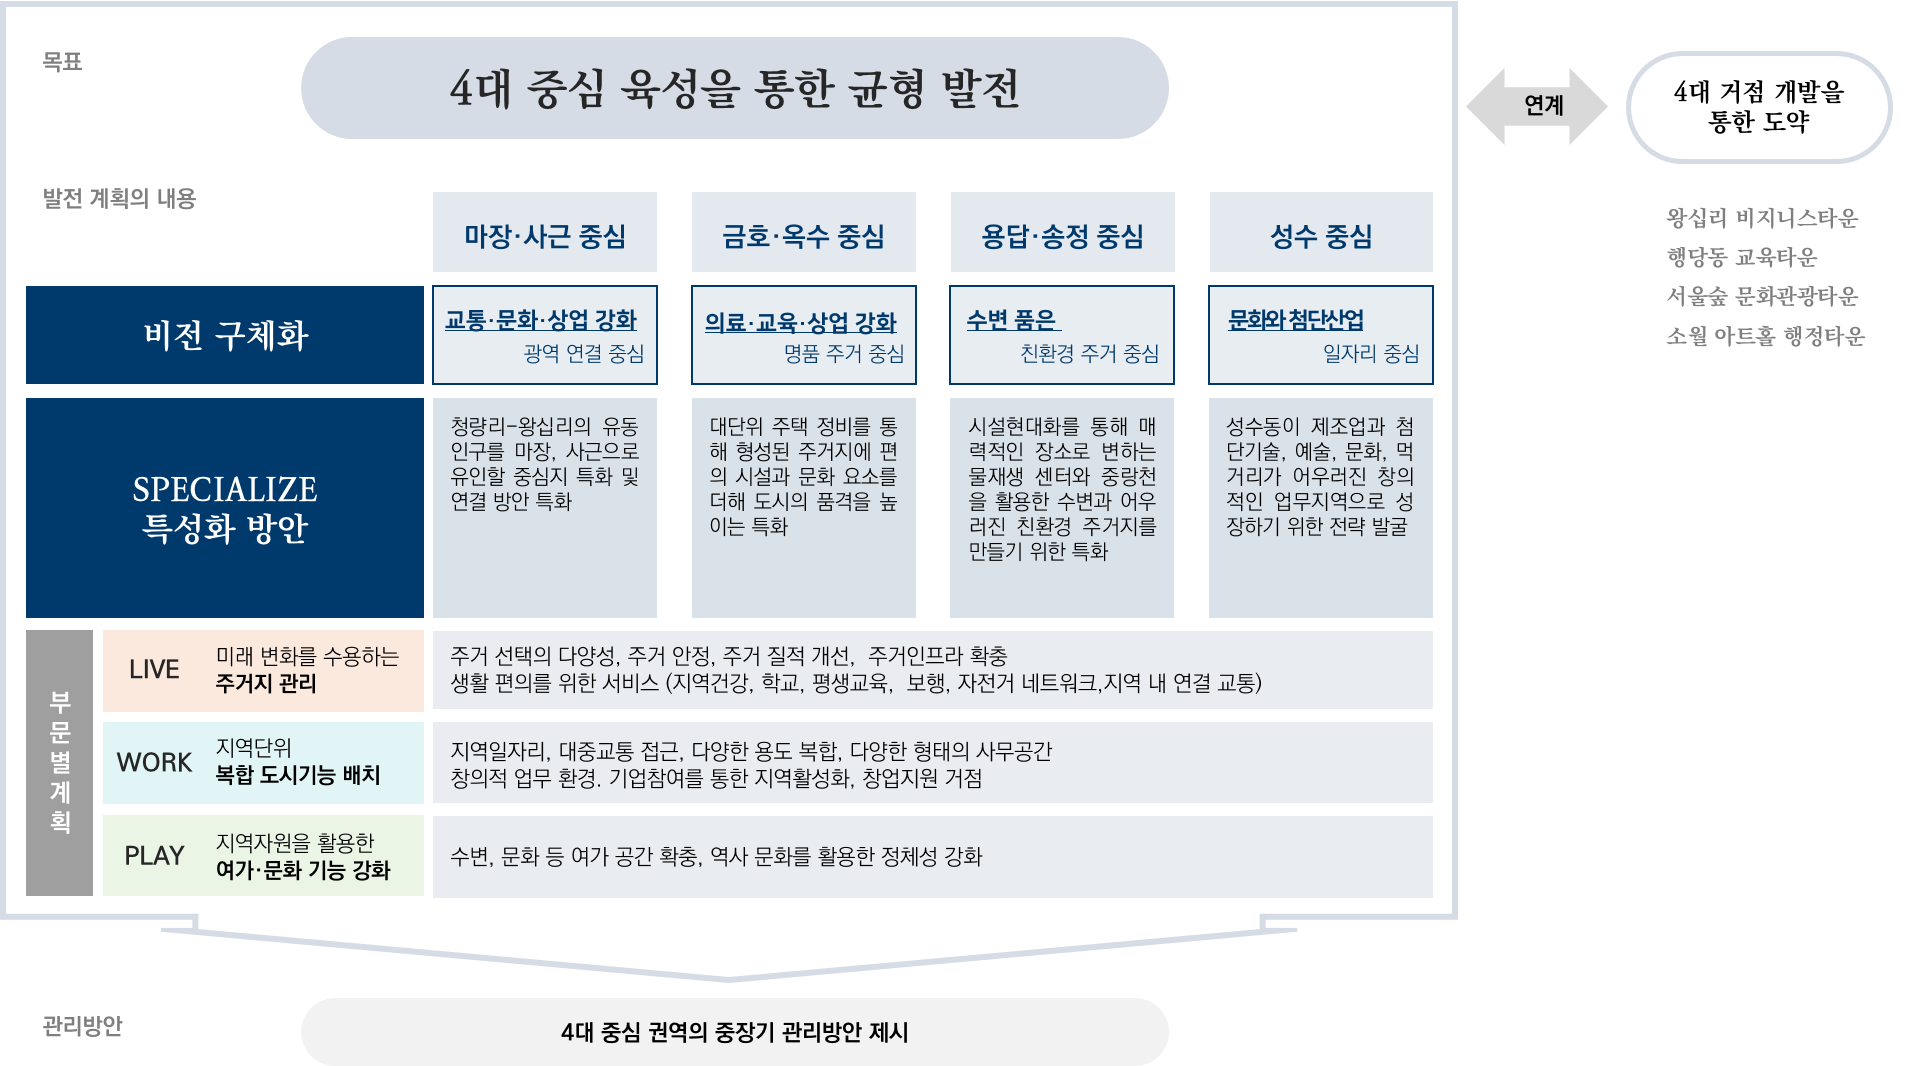 목표
4대 중심 육성을 통한 균형 발전
연계
4대 거점 개발을
통한 도약
왕십리 비지니스타운
행당동 교육타운
서울숲 문화관광타운
소월 아트홀 행정타운
발전 계획의 내용
마장·사근 중심
금호·옥수 중심
용답·송정 중심
성수 중심
비전 구체화
교통·문화·상업 강화
광역 연결 중심
의료·교육·상업 강화
명품 주거 중심
수변 품은
친환경 주거 중심
문화와 첨단산업
일자리 중심
SPECIALIZE
특성화 방안
청량리-왕십리의 유동
인구를 마장, 사근으로
유인할 중심지 특화 및
연결 방안 특화
대단위 주택 정비를 통
해 형성된 주거지에 편
의 시설과 문화 요소를
더해 도시의 품격을 높
이는 특화
시설현대화를 통해 매
력적인 장소로 변하는
물재생 센터와 중랑천
을 활용한 수변과 어우
러진 친환경 주거지를
만들기 위한 특화
성수동이 제조업과 첨
단기술, 예술, 문화, 먹
거리가 어우러진 창의
적인 업무지역으로 성
장하기 위한 전략 발굴
부문별계획
LIVE
미래 변화를 수용하는
주거지 관리
주거 선택의 다양성, 주거 안정, 주거 질적 개선, 주거인프라 확충
생활 편의를 위한 서비스 (지역건강, 학교, 평생교육, 보행, 자전거 네트워크,지역 내 연결 교통)
WORK
지역단위
복합 도시기능 배치
지역일자리, 대중교통 접근, 다양한 용도 복합, 다양한 형태의 사무공간
창의적 업무 환경. 기업참여를 통한 지역활성화, 창업지원 거점
PLAY
지역자원을 활용한
여가·문화 기능 강화
수변, 문화 등 여가 공간 확충, 역사 문화를 활용한 정체성 강화
관리방안
4대 중심 권역의 중장기 관리방안 제시